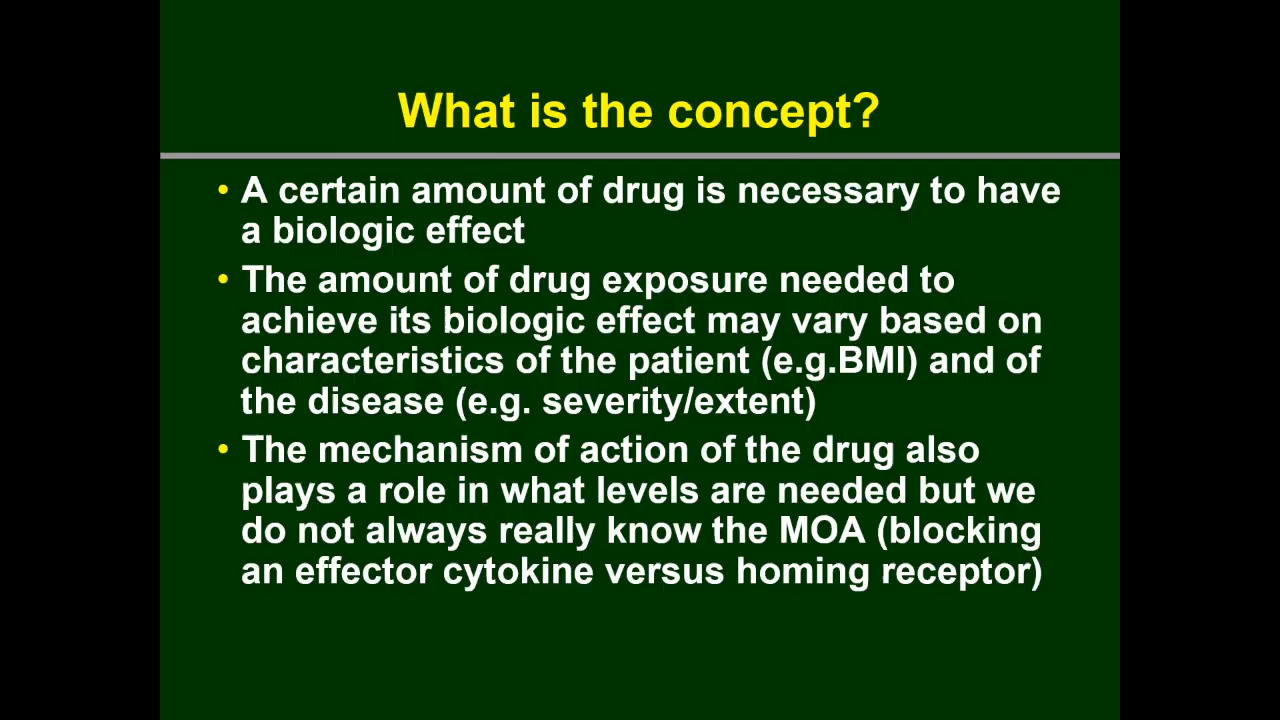 What is the concept?
• A certain amount of drug is necessary to have
a biologic effect
• The amount of drug exposure needed to
achieve its biologic effect may vary based on
characteristics of the patient (e.g.BMI) and of
the disease (e.g. severity/extent)
• The mechanism of action of the drug also
plays a role in what levels are needed but we
do not always really know the MOA (blocking
an effector cytokine versus homing receptor)